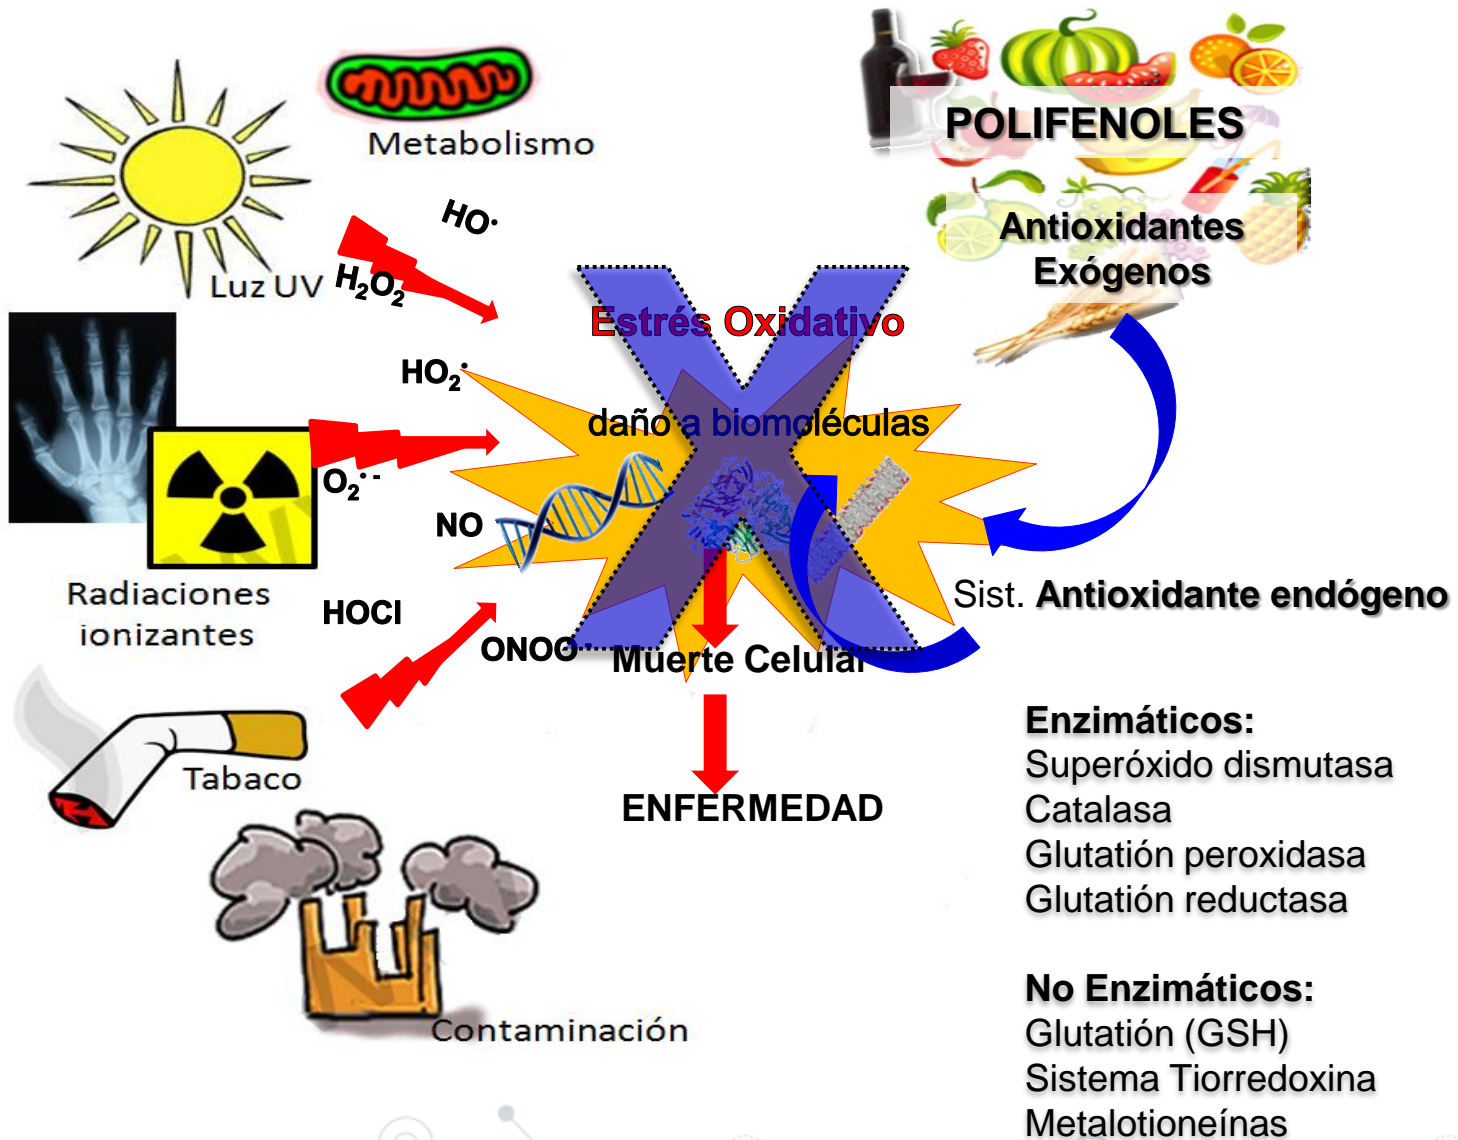 Metabolismo
POLIFENOLES
Antioxidantes
Exógenos
HO·
Luz UV
H₂O₂
Estrés Oxidativo
HO₂·
daño a biomoléculas
O₂·-
NO
Radiaciones
ionizantes
HOCl
Sist. Antioxidante endógeno
ONOO-
Muerte Celular
Tabaco
ENFERMEDAD
Contaminación
Enzimáticos:
Superóxido dismutasa
Catalasa
Glutatión peroxidasa
Glutatión reductasa
No Enzimáticos:
Glutatión (GSH)
Sistema Tiorredoxina
Metalotioneínas